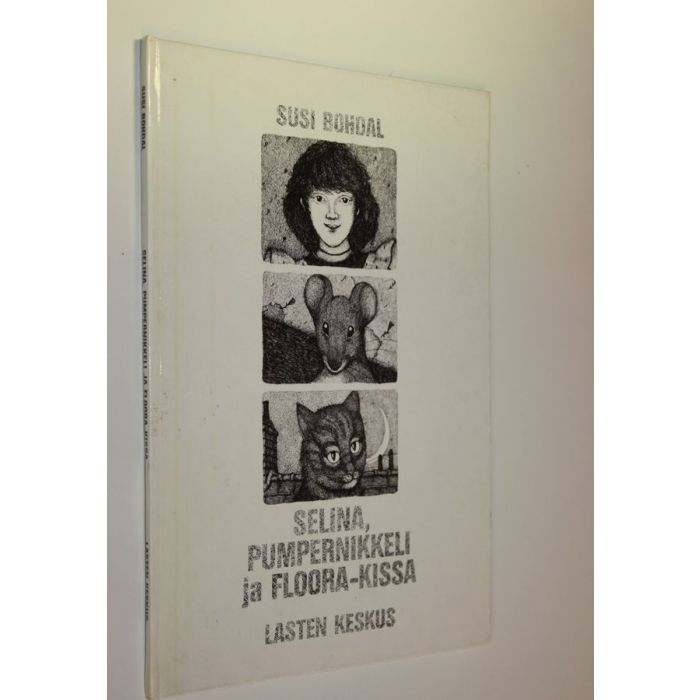 SUSI BOHDAL
SELINA,
PUMPERNIKKELI
ja FLOORA-KISSA
LASTEN KESKUS
SUSI BOHDAL
SELINA, PUMPERNIKKELI JA FLOORA-KISSA
LASTEN KESKUS